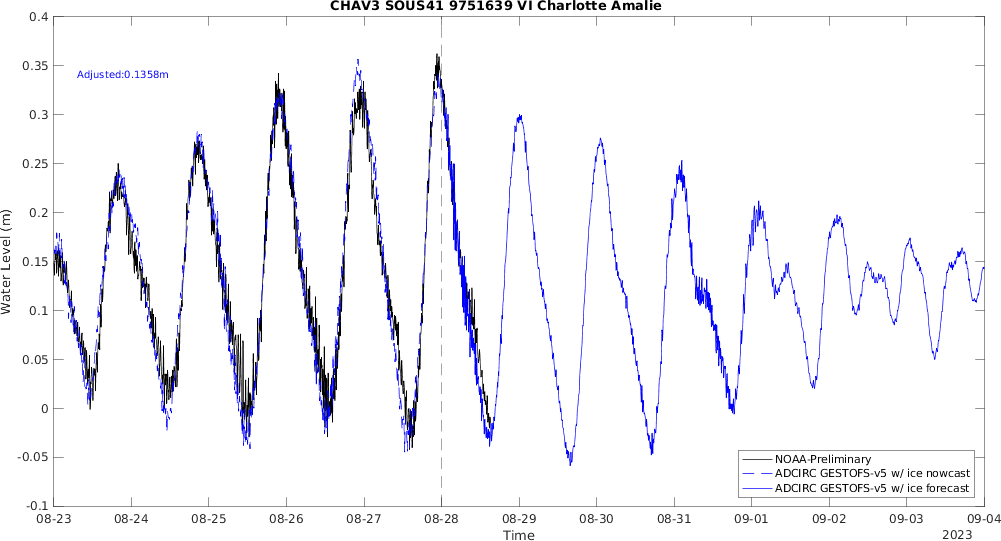 CHAV3 SOUS41 9751639 VI Charlotte Amalie
Adjusted:0.1358m
Water Level (m)
0.4
0.35
0.3
0.25
0.2
0.15
0.1
0.05
0
-0.05
-0.1
NOAA-Preliminary
ADCIRC GESTOFS-v5 w/ ice nowcast
ADCIRC GESTOFS-v5 w/ ice forecast
08-23 08-24 08-25 08-26 08-27 08-28 08-29 08-30 08-31 09-01 09-02 09-03 09-04
Time
2023